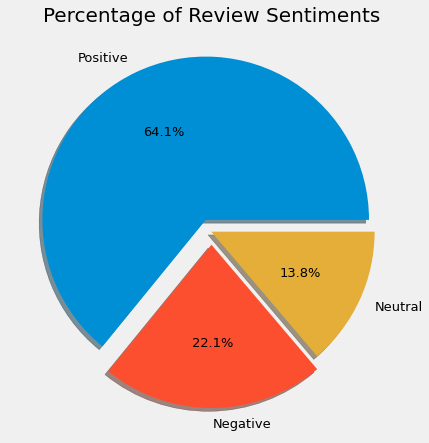 Percentage of Review Sentiments
Positive
64.1%
13.8%
Neutral
22.1%
Negative